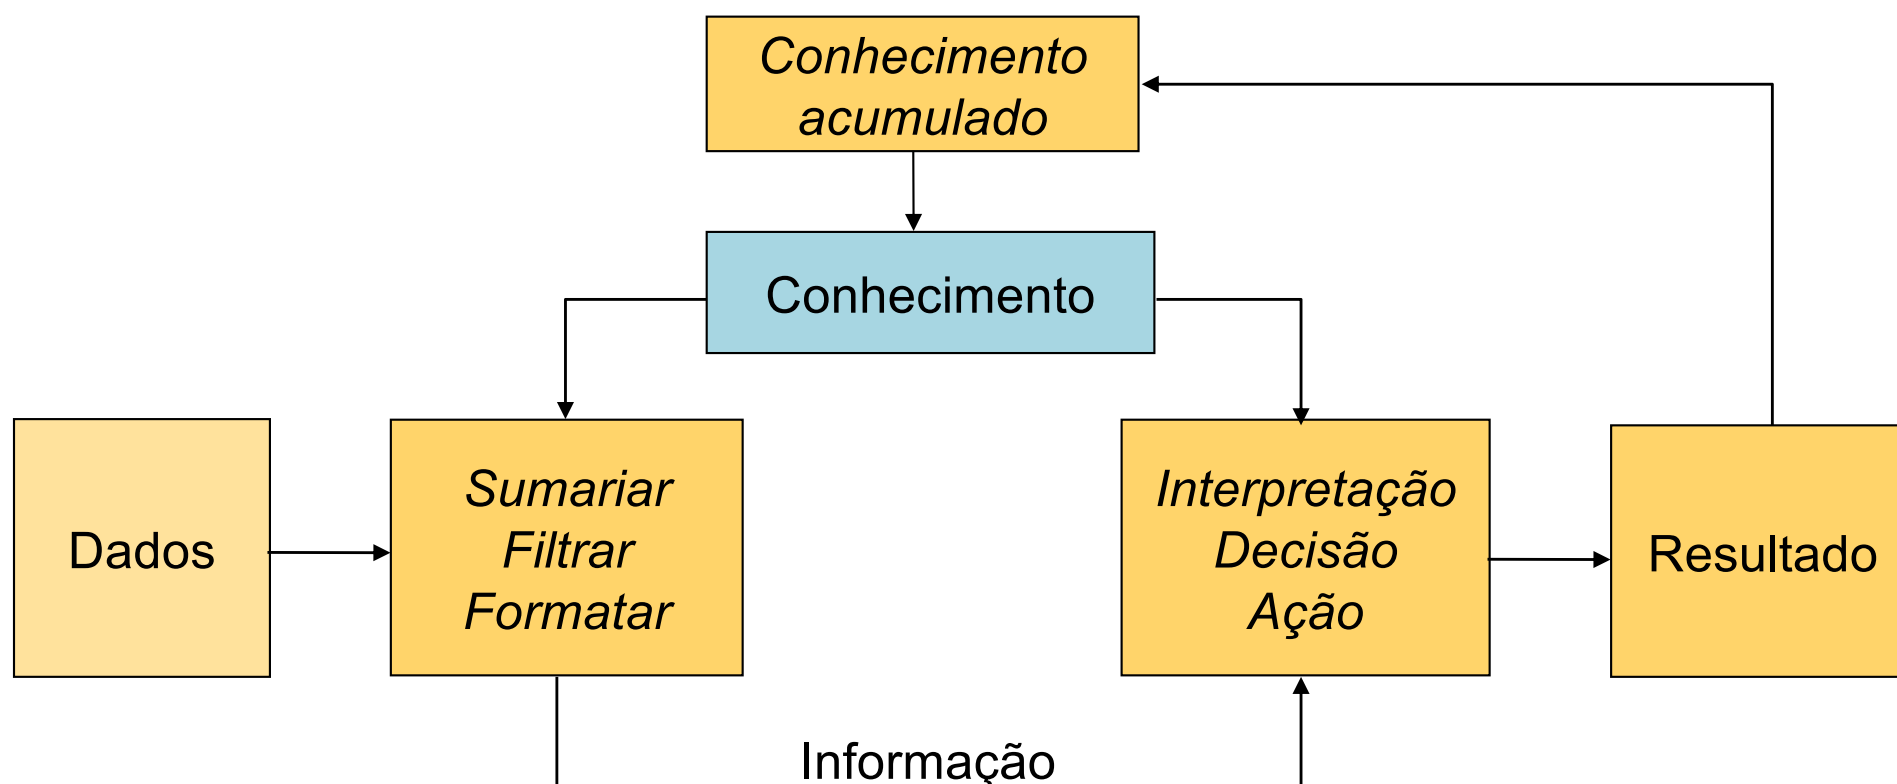 Conhecimento
acumulado
Conhecimento
Dados
Sumariar
Filtrar
Formatar
Interpretação
Decisão
Ação
Resultado
Informação